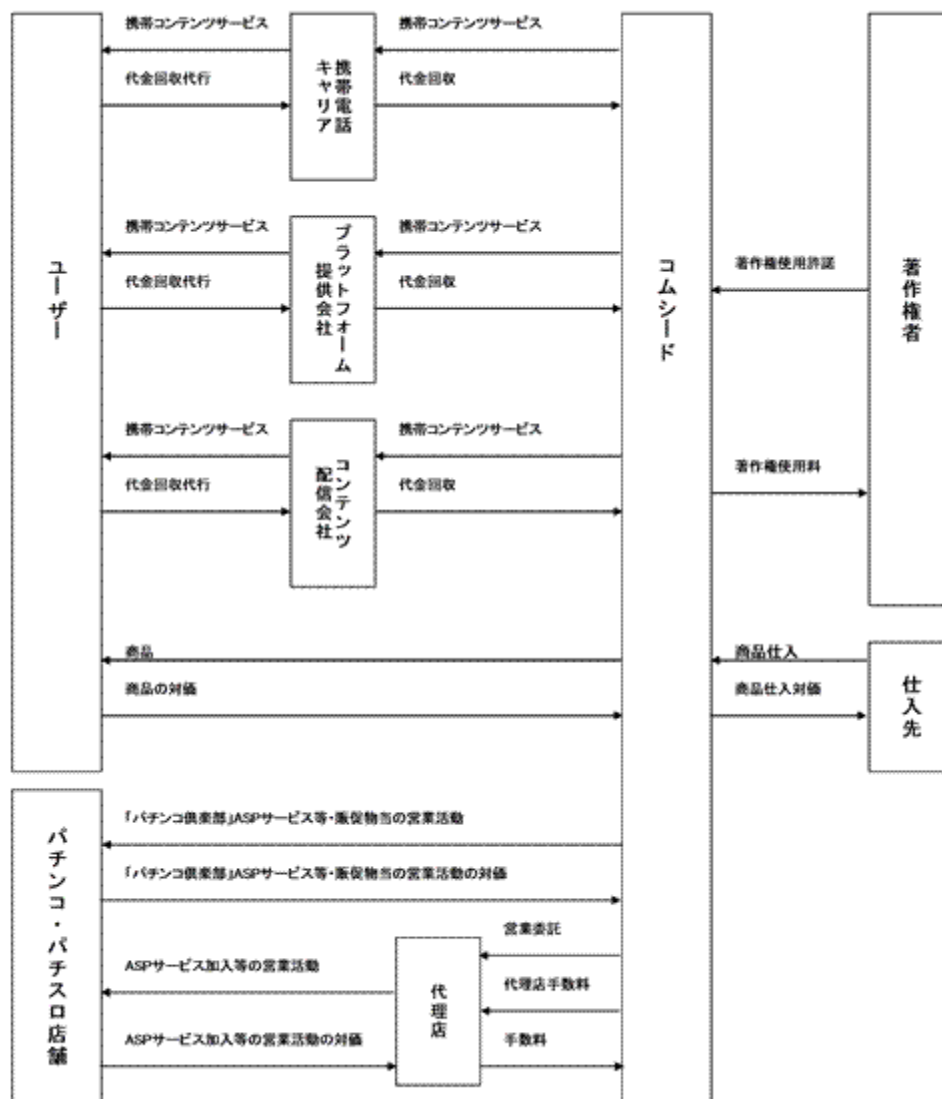 携帯コンテンツサービス
携帯コンテンツサービス
代金回収代行
代金回収
携帯電話
キャリア
携帯コンテンツサービス
携帯コンテンツサービス
代金回収代行
代金回収
プラットフォーム
提供会社
ユーザー
コムシード
著作権使用許諾
著作権者
携帯コンテンツサービス
携帯コンテンツサービス
代金回収代行
代金回収
コンテンツ
配信会社
著作権使用料
商品
商品の対価
商品仕入
商品仕入対価
仕入先
「パチンコ倶楽部」ASPサービス等・販促物当の営業活動
「パチンコ倶楽部」ASPサービス等・販促物当の営業活動の対価
パチンコ・パチスロ店舗
営業委託
ASPサービス加入等の営業活動
代理店手数料
代理店
ASPサービス加入等の営業活動の対価
手数料